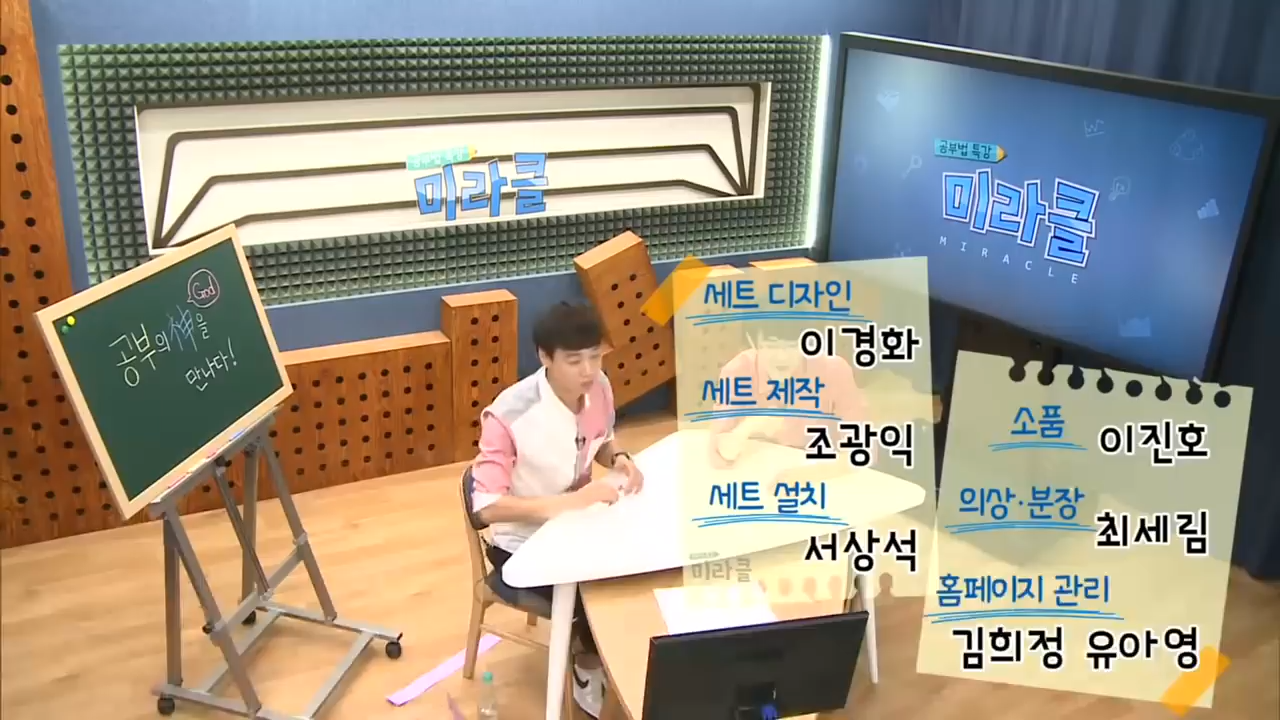 미라클
공부법 특강
미라클
MIRACLE
God
공부의神을
만나다!
세트 디자인
이경화
세트 제작
조광익
세트 설치
서상석
소품 이진호
의상·분장
최세림
홈페이지 관리
김희정 유아영
미라클